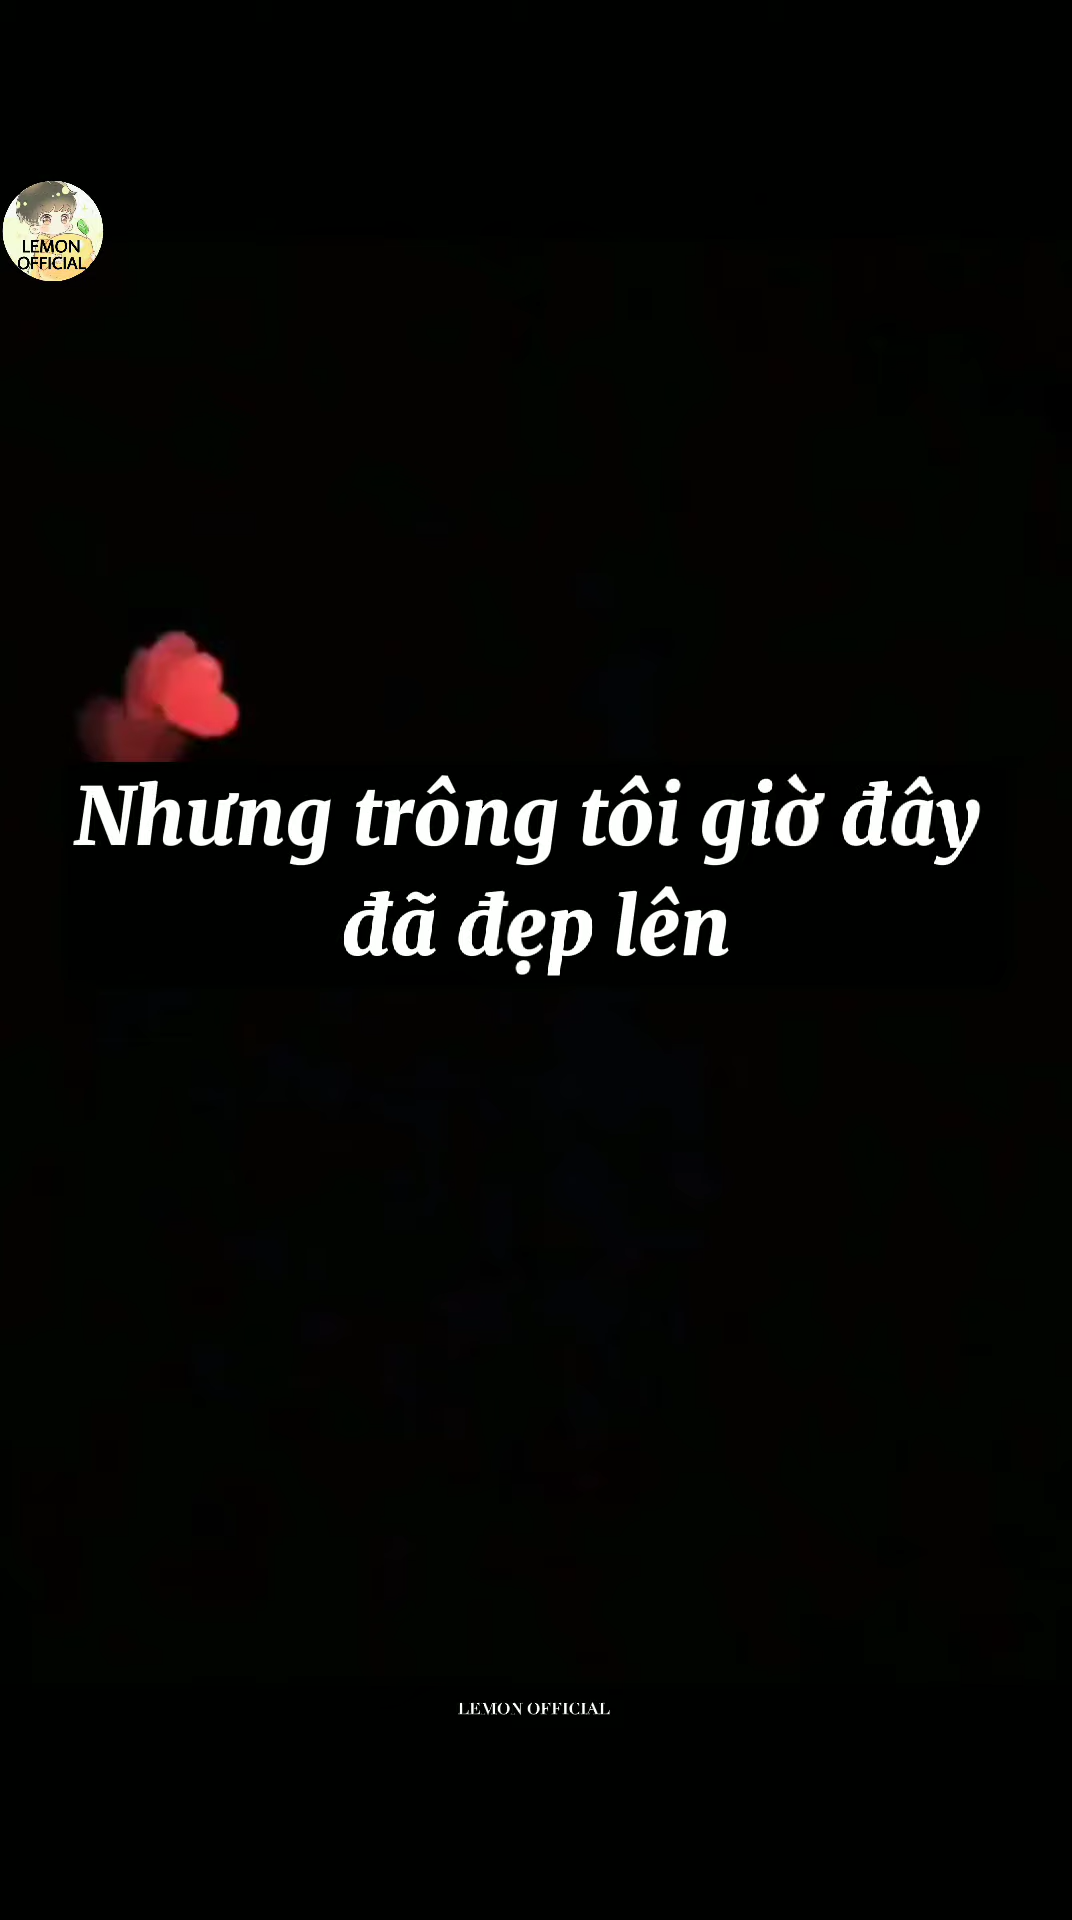 LEMON
OFFICIAL
Nhưng trông tôi giờ đây
đã đẹp lên
LEMON OFFICIAL